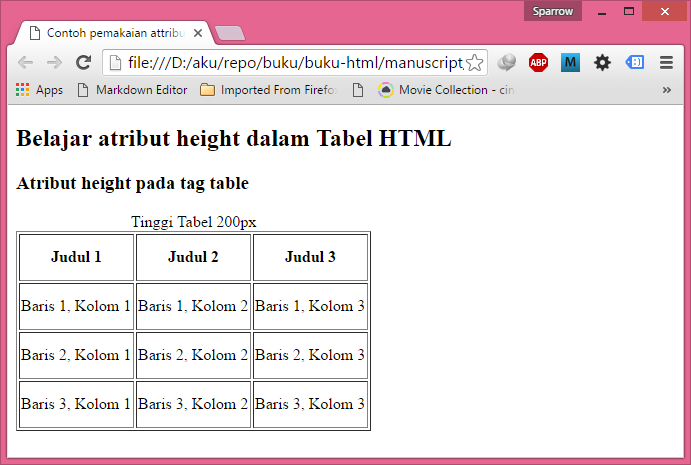 Sparrow
Contoh pemakaian attribu
file:///D:/aku/repo/buku/buku-html/manuscript
ABP
M
Apps Markdown Editor Imported From Firefo Movie Collection - cin
Belajar atribut height dalam Tabel HTML
Atribut height pada tag table
Tinggi Tabel 200px
Judul 1 Judul 2 Judul 3
Baris 1, Kolom 1 Baris 1, Kolom 2 Baris 1, Kolom 3
Baris 2, Kolom 1 Baris 2, Kolom 2 Baris 2, Kolom 3
Baris 3, Kolom 1 Baris 3, Kolom 2 Baris 3, Kolom 3